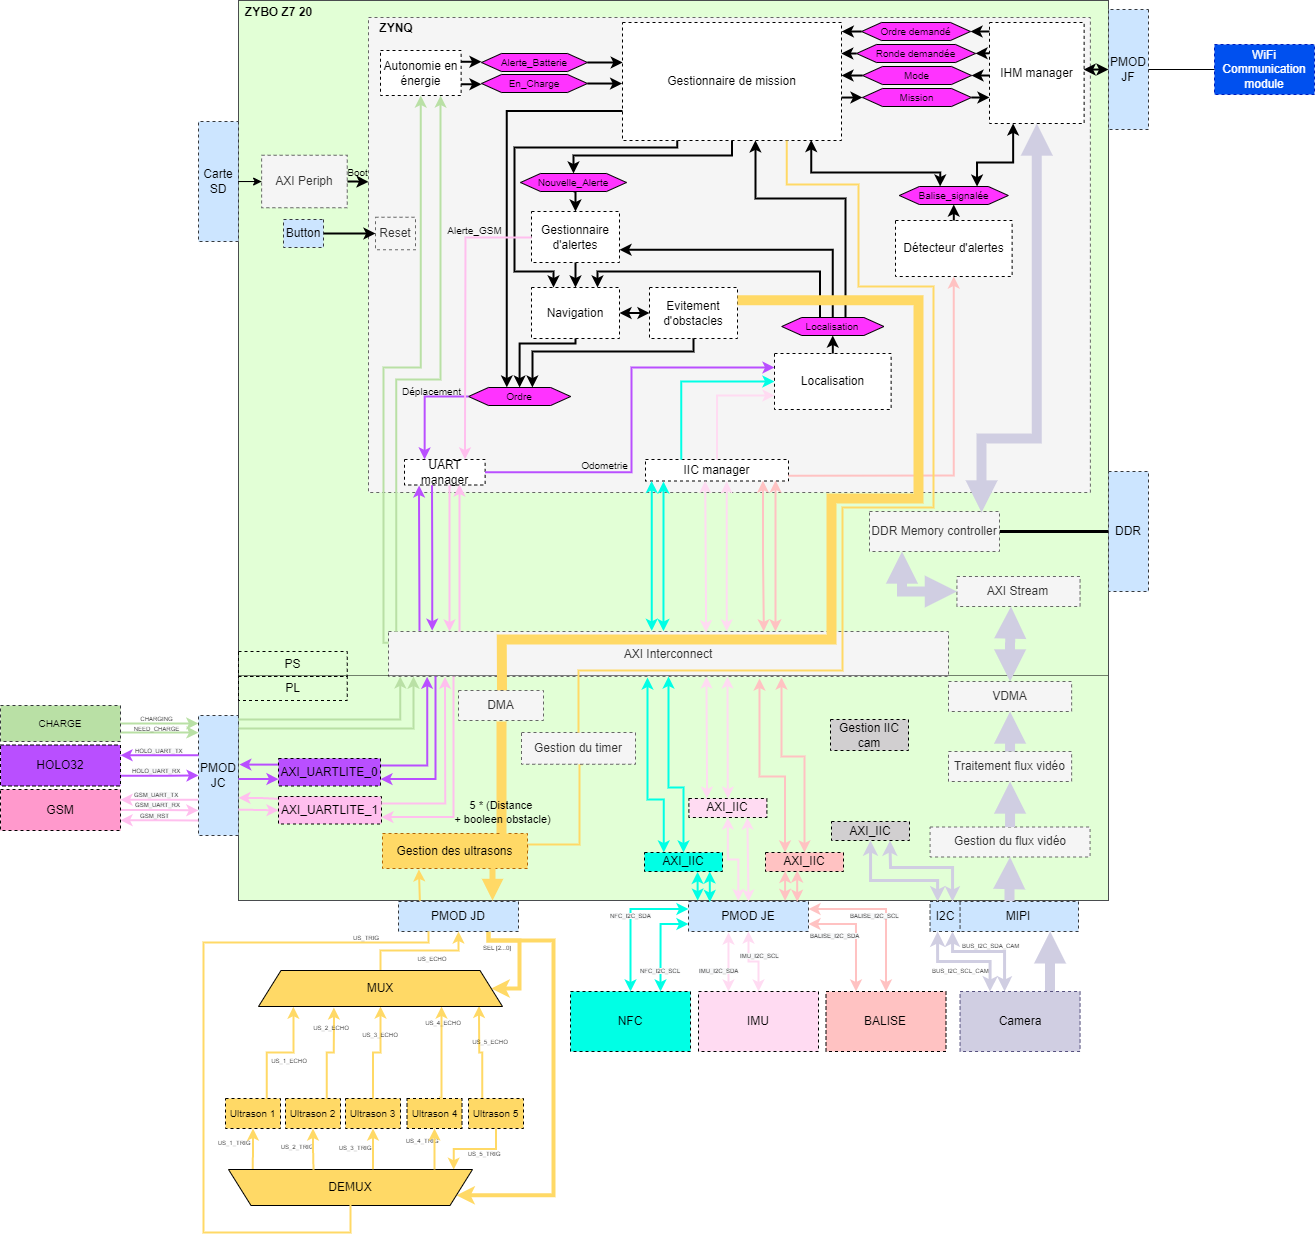 ZYBO Z7 20
ZYNQ
Autonomie en
énergie
Alerte_Batterie
En_Charge
Gestionnaire de mission
Ordre demandé
Ronde demandée
Mode
Mission
IHM manager
PMOD
JF
WiFi
Communication
module
Carte
SD
AXI Periph
Boot
Button
Reset
Nouvelle_Alerte
Balise_signalée
Alerte_GSM
Gestionnaire
d'alertes
Détecteur d'alertes
Navigation
Evitement
d'obstacles
Localisation
Localisation
Déplacement
Ordre
UART
manager
Odometrie
IIC manager
DDR Memory controller
DDR
AXI Stream
AXI Interconnect
PS
PL
DMA
VDMA
Gestion du timer
Gestion IIC
cam
Traitement flux vidéo
CHARGE
CHARGING
NEED_CHARGE
HOLO32
HOLO_UART_TX
HOLO_UART_RX
GSM
GSM_UART_TX
GSM_UART_RX
GSM_RST
PMOD
JC
AXI_UARTLITE_0
AXI_UARTLITE_1
5 * (Distance
+ booleen obstacle)
AXI_IIC
AXI_IIC
Gestion du flux vidéo
Gestion des ultrasons
AXI_IIC
AXI_IIC
PMOD JD
PMOD JE
I2C
MIPI
NFC_I2C_SDA
BALISE_I2C_SCL
US_TRIG
SEL [2...0]
BALISE_I2C_SDA
BUS_I2C_SDA_CAM
US_ECHO
IMU_I2C_SCL
NFC_I2C_SCL
IMU_I2C_SDA
BUS_I2C_SCL_CAM
MUX
NFC
IMU
BALISE
Camera
US_1_ECHO
US_2_ECHO
US_3_ECHO
US_4_ECHO
US_5_ECHO
Ultrason 1
Ultrason 2
Ultrason 3
Ultrason 4
Ultrason 5
US_1_TRIG
US_2_TRIG
US_3_TRIG
US_4_TRIG
US_5_TRIG
DEMUX